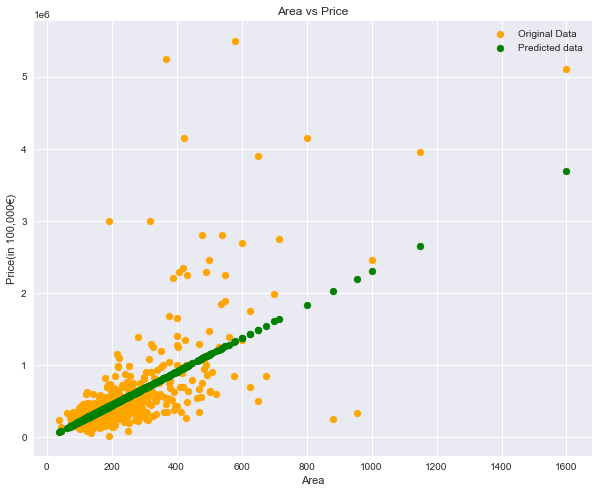 Area vs Price
1e6
Original Data
Predicted data
5
4
3
2
1
0
Price(in 100,000€)
0 200 400 600 800 1000 1200 1400 1600
Area